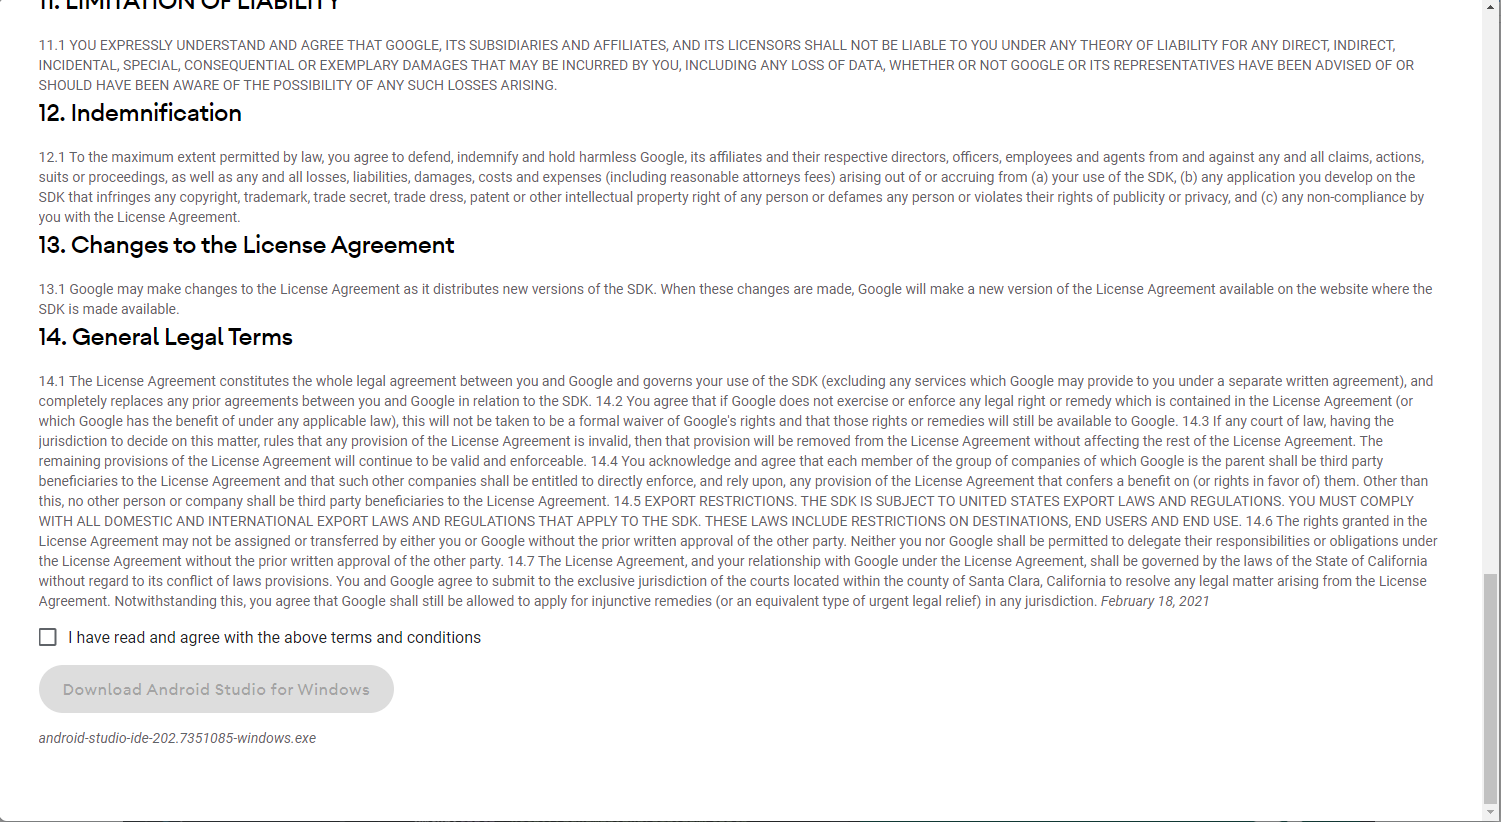 11. LIMITATION OF LIABILITY
11.1 YOU EXPRESSLY UNDERSTAND AND AGREE THAT GOOGLE, ITS SUBSIDIARIES AND AFFILIATES, AND ITS LICENSORS SHALL NOT BE LIABLE TO YOU UNDER ANY THEORY OF LIABILITY FOR ANY DIRECT, INDIRECT,
INCIDENTAL, SPECIAL, CONSEQUENTIAL OR EXEMPLARY DAMAGES THAT MAY BE INCURRED BY YOU, INCLUDING ANY LOSS OF DATA, WHETHER OR NOT GOOGLE OR ITS REPRESENTATIVES HAVE BEEN ADVISED OF OR
SHOULD HAVE BEEN AWARE OF THE POSSIBILITY OF ANY SUCH LOSSES ARISING.
12. Indemnification
12.1 To the maximum extent permitted by law, you agree to defend, indemnify and hold harmless Google, its affiliates and their respective directors, officers, employees and agents from and against any and all claims, actions,
suits or proceedings, as well as any and all losses, liabilities, damages, costs and expenses (including reasonable attorneys fees) arising out of or accruing from (a) your use of the SDK, (b) any application you develop on the
SDK that infringes any copyright, trademark, trade secret, trade dress, patent or other intellectual property right of any person or defames any person or violates their rights of publicity or privacy, and (c) any non-compliance by
you with the License Agreement.
13. Changes to the License Agreement
13.1 Google may make changes to the License Agreement as it distributes new versions of the SDK. When these changes are made, Google will make a new version of the License Agreement available on the website where the
SDK is made available.
14. General Legal Terms
14.1 The License Agreement constitutes the whole legal agreement between you and Google and governs your use of the SDK (excluding any services which Google may provide to you under a separate written agreement), and
completely replaces any prior agreements between you and Google in relation to the SDK. 14.2 You agree that if Google does not exercise or enforce any legal right or remedy which is contained in the License Agreement (or
which Google has the benefit of under any applicable law), this will not be taken to be a formal waiver of Google's rights and that those rights or remedies will still be available to Google. 14.3 If any court of law, having the
jurisdiction to decide on this matter, rules that any provision of the License Agreement is invalid, then that provision will be removed from the License Agreement without affecting the rest of the License Agreement. The
remaining provisions of the License Agreement will continue to be valid and enforceable. 14.4 You acknowledge and agree that each member of the group of companies of which Google is the parent shall be third party
beneficiaries to the License Agreement and that such other companies shall be entitled to directly enforce, and rely upon, any provision of the License Agreement that confers a benefit on (or rights in favor of) them. Other than
this, no other person or company shall be third party beneficiaries to the License Agreement. 14.5 EXPORT RESTRICTIONS. THE SDK IS SUBJECT TO UNITED STATES EXPORT LAWS AND REGULATIONS. YOU MUST COMPLY
WITH ALL DOMESTIC AND INTERNATIONAL EXPORT LAWS AND REGULATIONS THAT APPLY TO THE SDK. THESE LAWS INCLUDE RESTRICTIONS ON DESTINATIONS, END USERS AND END USE. 14.6 The rights granted in the
License Agreement may not be assigned or transferred by either you or Google without the prior written approval of the other party. Neither you nor Google shall be permitted to delegate their responsibilities or obligations under
the License Agreement without the prior written approval of the other party. 14.7 The License Agreement, and your relationship with Google under the License Agreement, shall be governed by the laws of the State of California
without regard to its conflict of laws provisions. You and Google agree to submit to the exclusive jurisdiction of the courts located within the county of Santa Clara, California to resolve any legal matter arising from the License
Agreement. Notwithstanding this, you agree that Google shall still be allowed to apply for injunctive remedies (or an equivalent type of urgent legal relief) in any jurisdiction. February 18, 2021
I have read and agree with the above terms and conditions
Download Android Studio for Windows
android-studio-ide-202.7351085-windows.exe